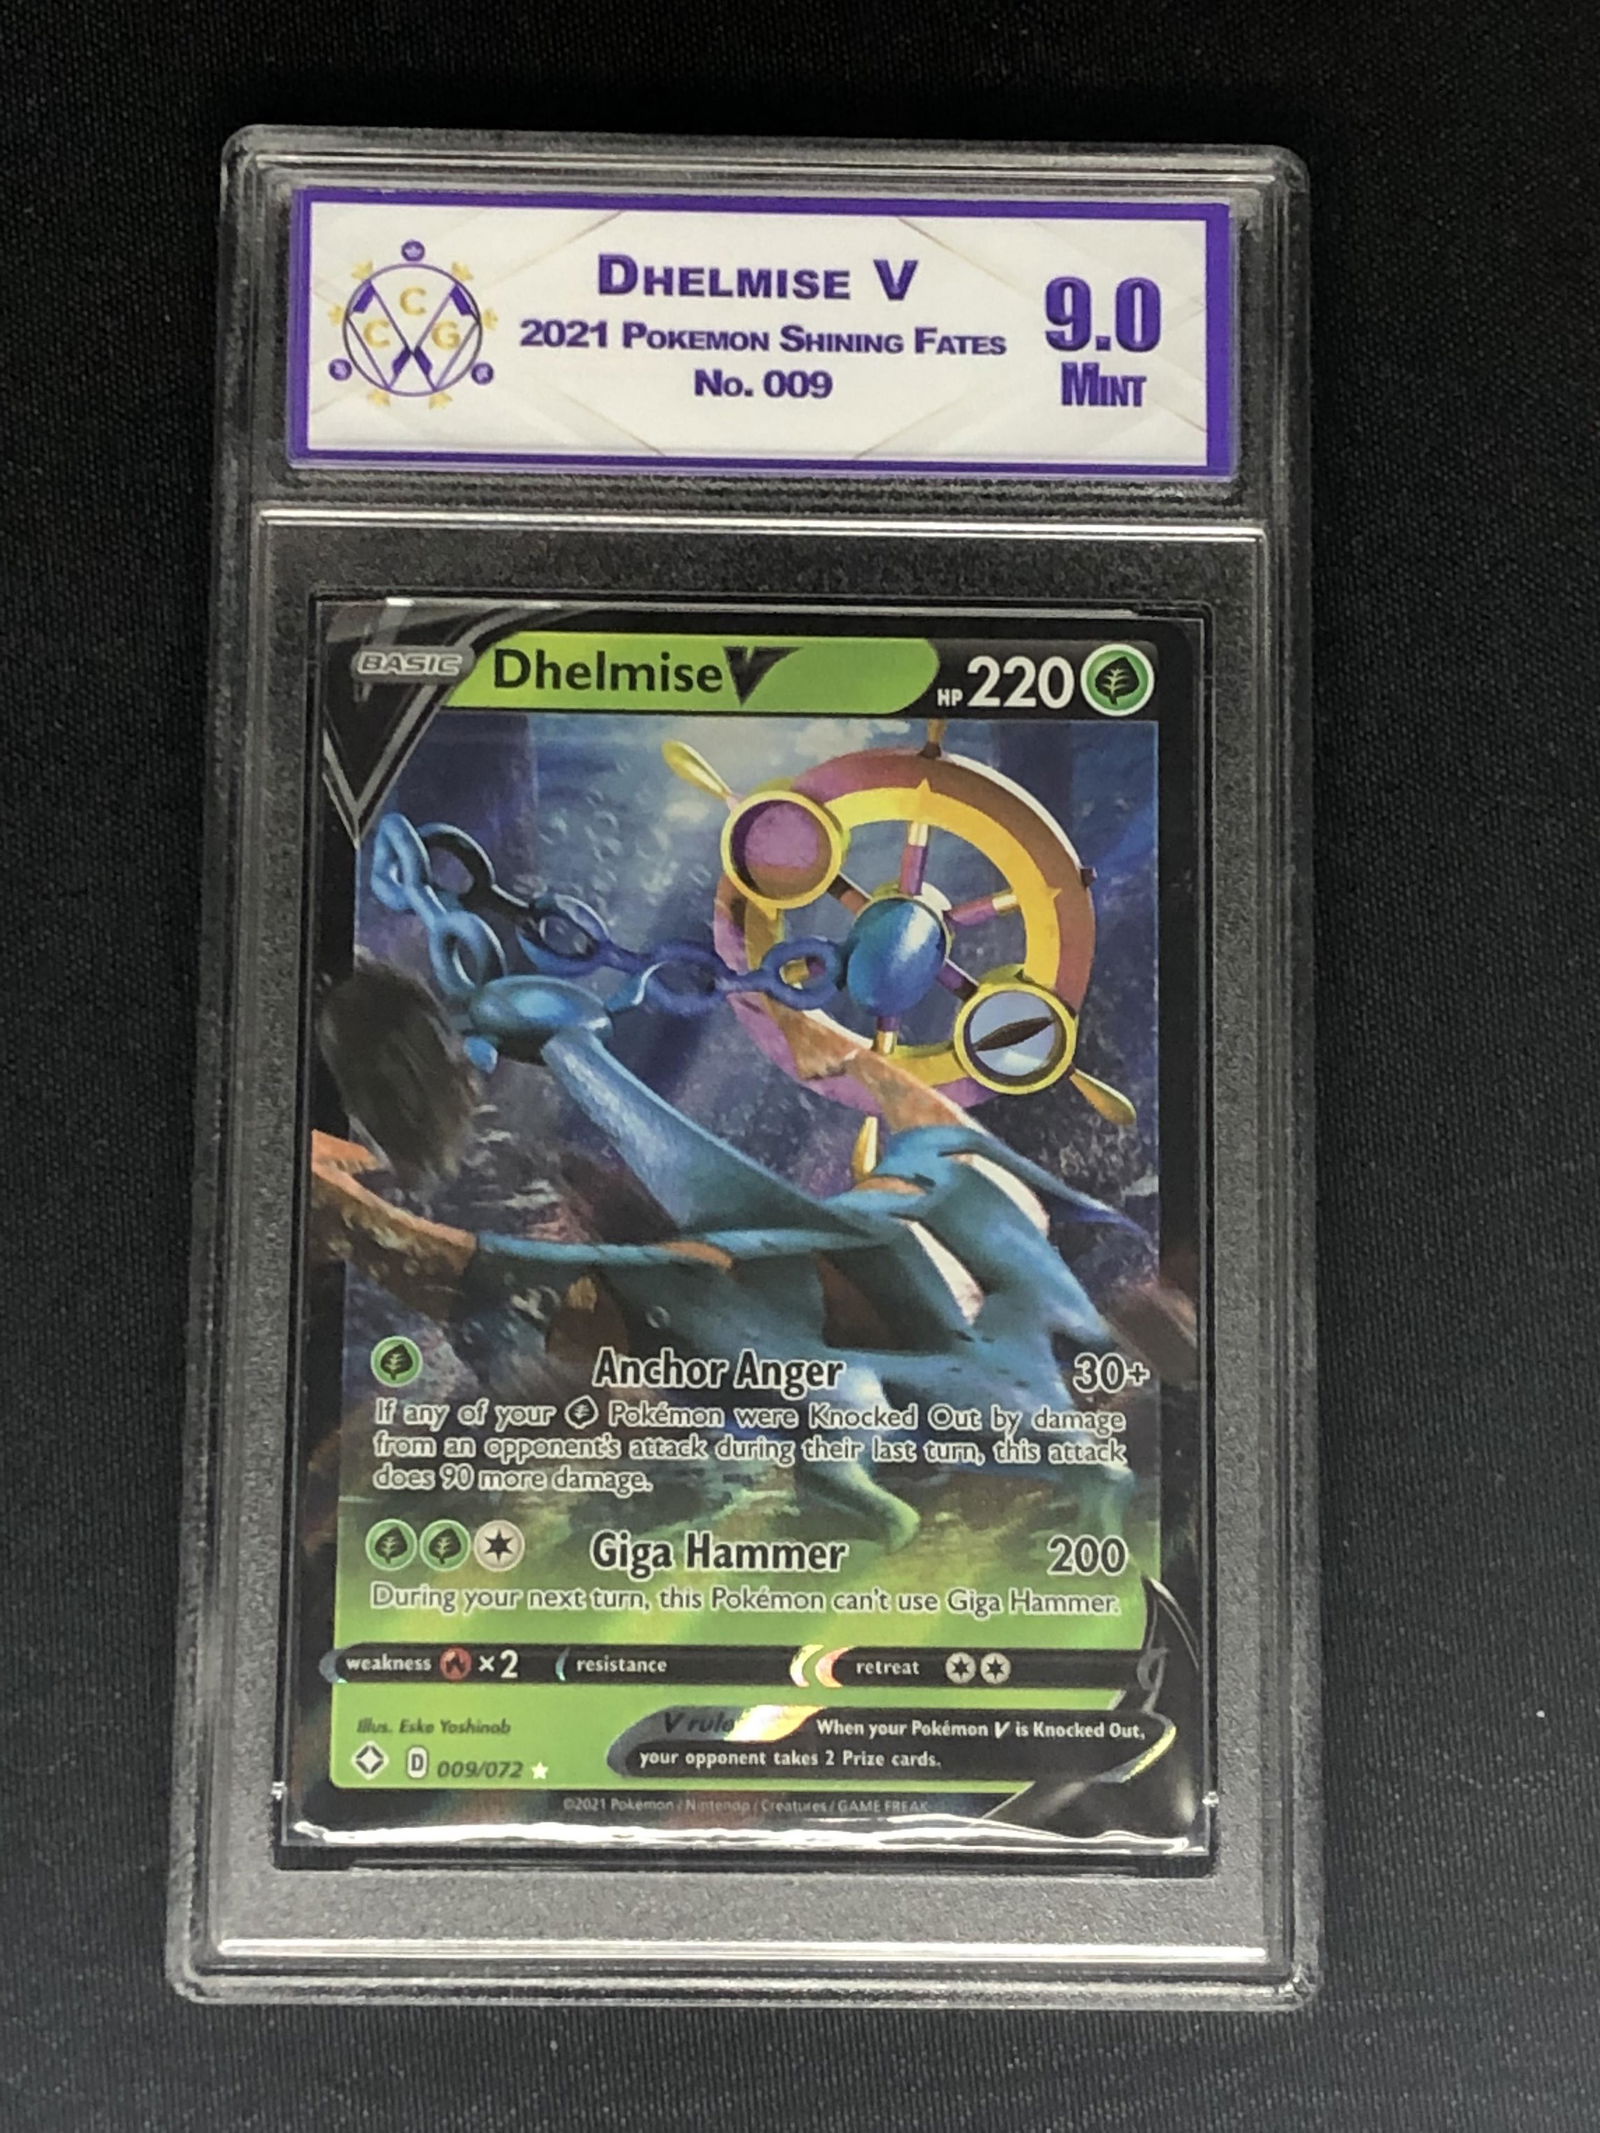 C
C G
DHELMISE V
2021 POKEMON SHINING FATES
No. 009
9.0
MINT
BASIC
Dhelmise V
HP 220
Anchor Anger 30+
If any of your Pokémon were Knocked Out by damage
from an opponent's attack during their last turn, this attack
does 90 more damage.
Giga Hammer 200
During your next turn, this Pokémon can't use Giga Hammer.
weakness ×2 resistance retreat
Illus. Eske Yoshinob
V rule When your Pokémon V is Knocked Out,
your opponent takes 2 Prize cards.
D 009/072
©2021 Pokémon / Nintendo / Creatures / GAME FREAK